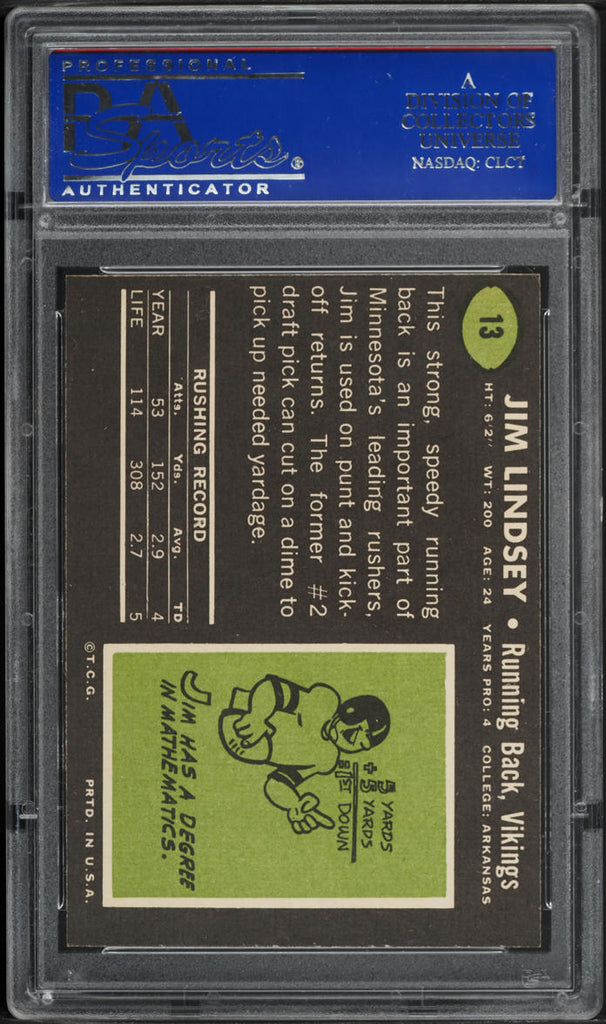 PROFESSIONAL
PSA
Sports®
AUTHENTICATOR
A
DIVISION OF
COLLECTORS
UNIVERSE
NASDAQ: CLCT
13
JIM LINDSEY • Running Back, Vikings
HT: 6'2" WT: 200 AGE: 24 YEARS PRO: 4 COLLEGE: ARKANSAS
This strong, speedy running
back is an important part of
Minnesota's leading rushers,
Jim is used on punt and kick-
off returns. The former #2
draft pick can cut on a dime to
pick up needed yardage.
RUSHING RECORD
Atts. Yds. Avg. TD
YEAR 53 152 2.9 4
LIFE 114 308 2.7 5
5 YARDS
+ 5 YARDS
= 1ST DOWN
JIM HAS A DEGREE
IN MATHEMATICS.
©T.C.G. PRTD. IN U.S.A.